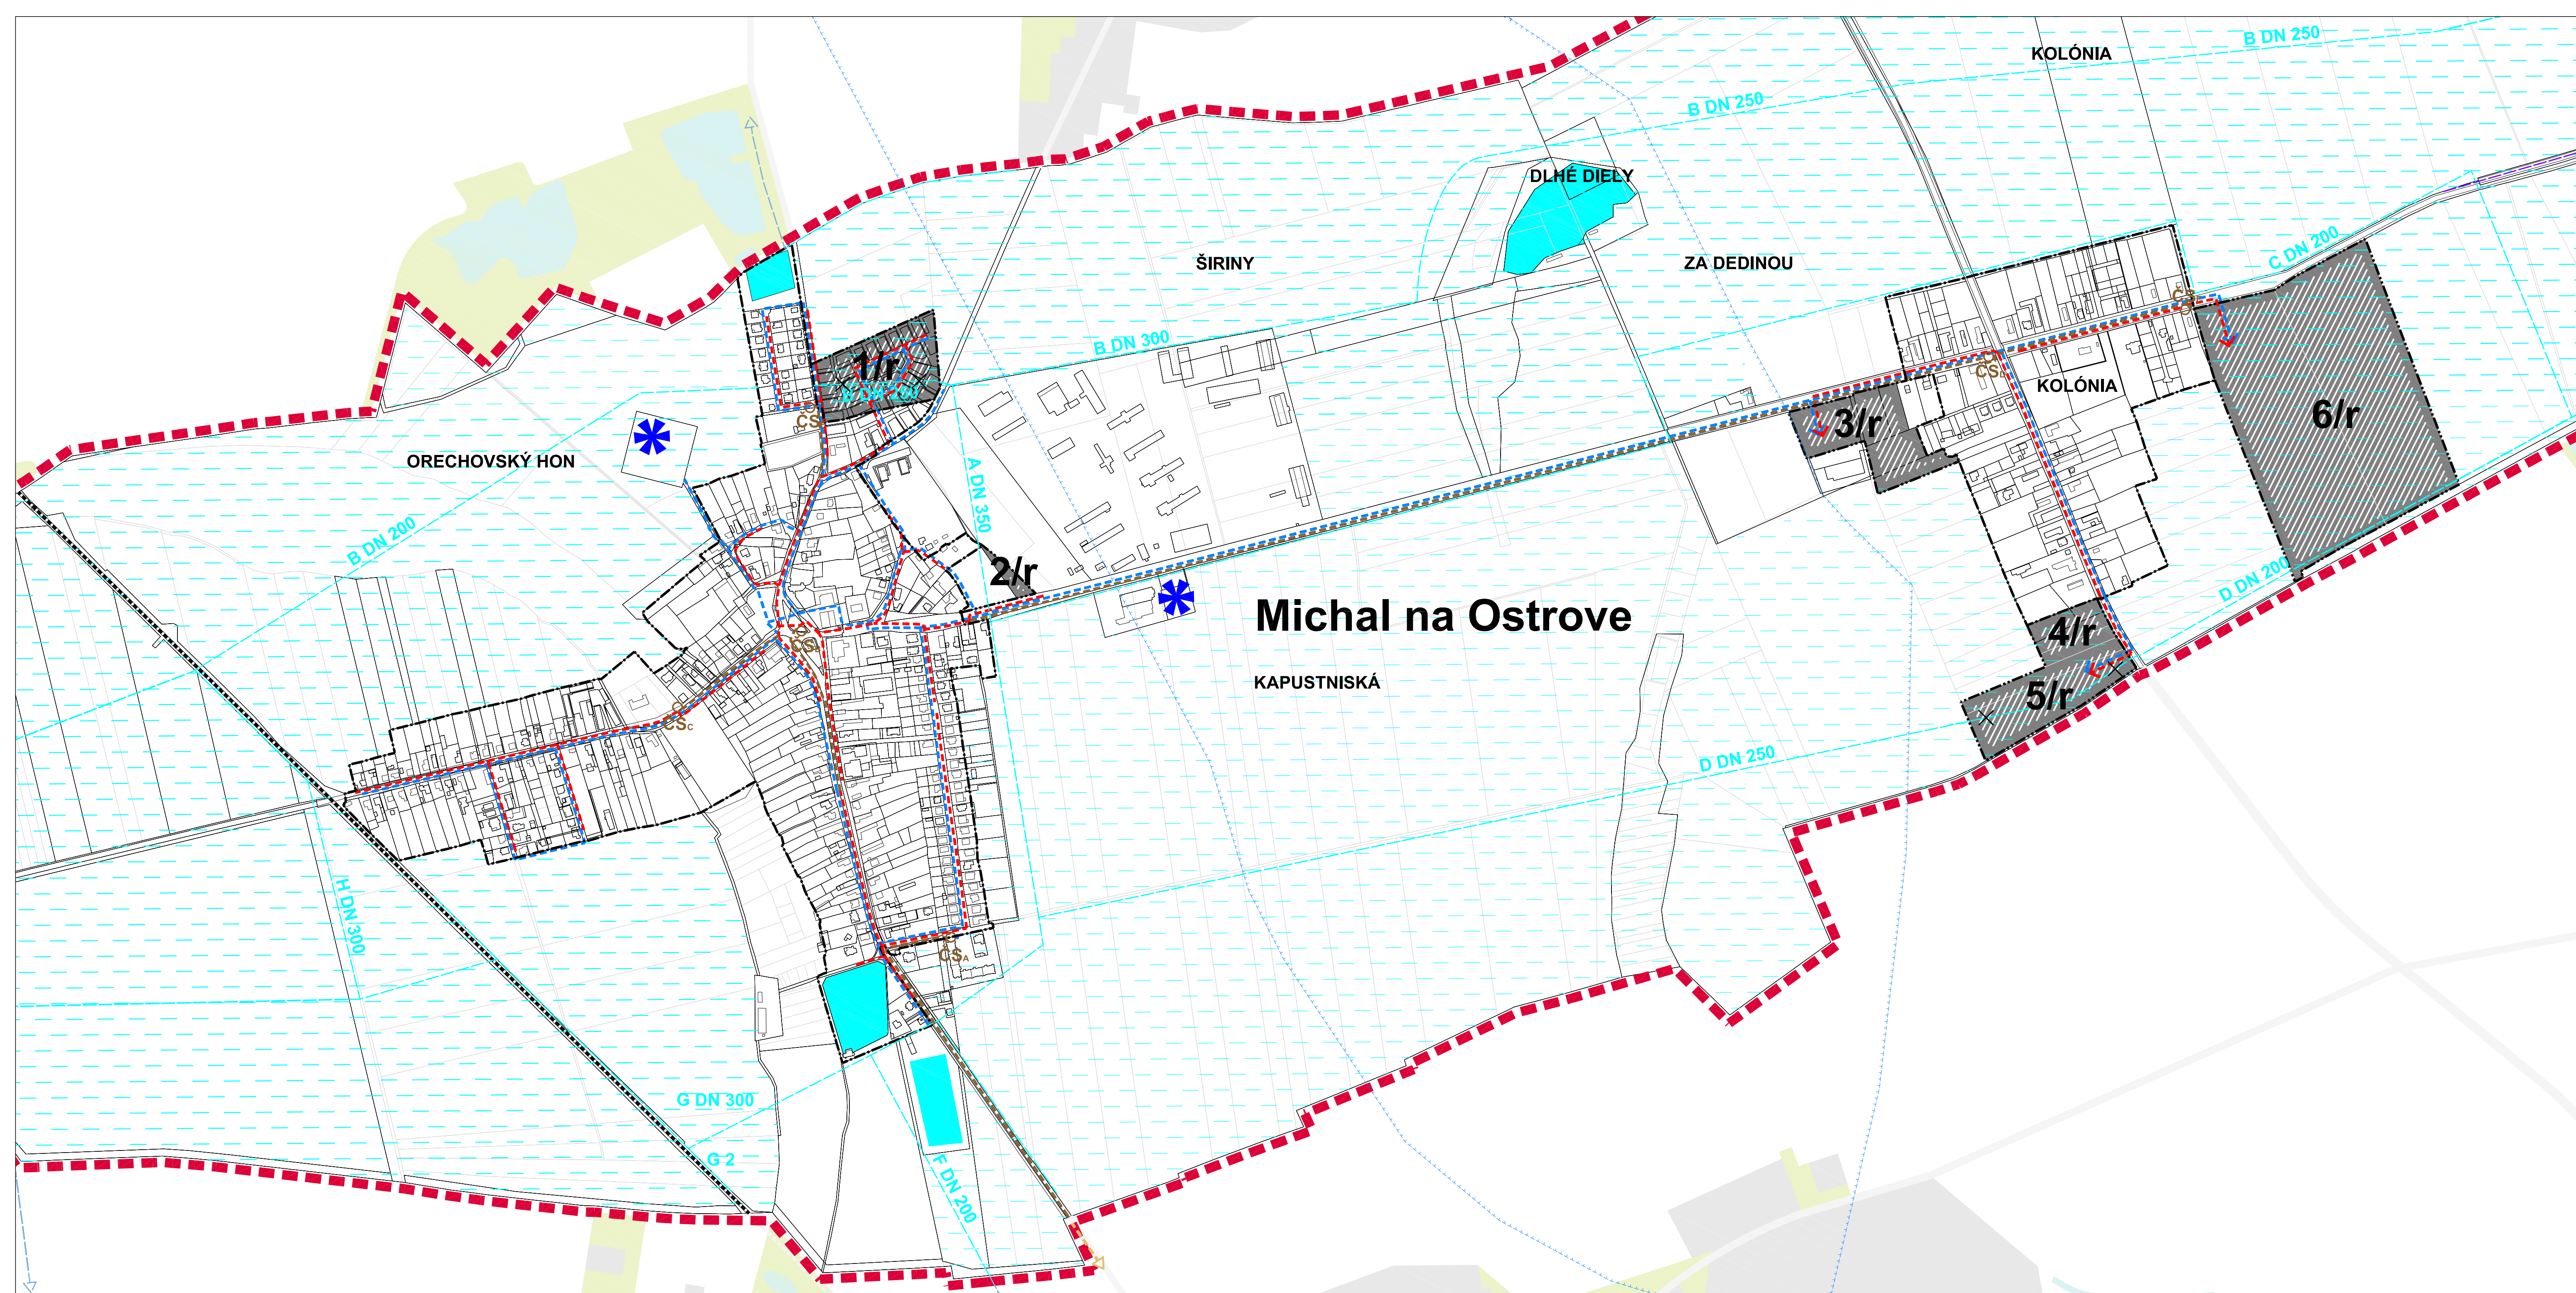 B DN 250
KOLÓNIA
B DN 250
DLHÉ DIELY
ŠIRINY
ZA DEDINOU
C DN 200
ČS
B DN 300
1/r
B DN 250
ČS
KOLÓNIA
ČS
3/r
6/r
ORECHOVSKÝ HON
A DN 350
B DN 200
2/r
D DN 200
Michal na Ostrove
4/r
ČS
KAPUSTNISKÁ
5/r
ČSC
D DN 250
H DN 300
ČSA
G DN 300
G 2
F DN 200